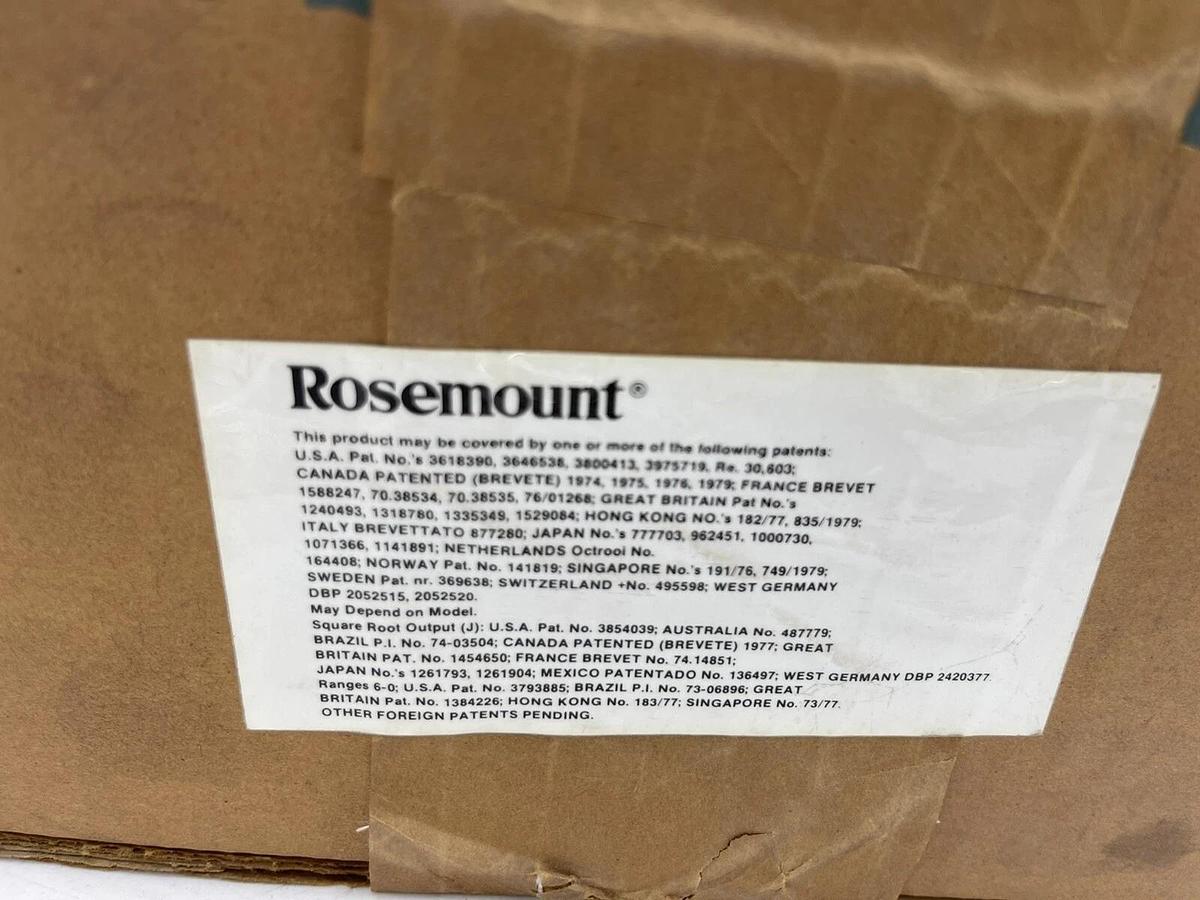 Rosemount®
This product may be covered by one or more of the following patents:
U.S.A. Pat. No.'s 3618390, 3646538, 3800413, 3975719, Re. 30,603;
CANADA PATENTED (BREVETE) 1974, 1975, 1976, 1979; FRANCE BREVET
1588247, 70.38534, 70.38535, 76/01268; GREAT BRITAIN Pat No.'s
1240493, 1318780, 1335349, 1529084; HONG KONG NO.'s 182/77, 835/1979;
ITALY BREVETTATO 877280; JAPAN No.'s 777703, 962451, 1000730,
1071366, 1141891; NETHERLANDS Octrooi No.
164408; NORWAY Pat. No. 141819; SINGAPORE No.'s 191/76, 749/1979;
SWEDEN Pat. nr. 369638; SWITZERLAND +No. 495598; WEST GERMANY
DBP 2052515, 2052520.
May Depend on Model.
Square Root Output (J): U.S.A. Pat. No. 3854039; AUSTRALIA No. 487779;
BRAZIL P.I. No. 74-03504; CANADA PATENTED (BREVETE) 1977; GREAT
BRITAIN PAT. No. 1454650; FRANCE BREVET No. 74.14851;
JAPAN No.'s 1261793, 1261904; MEXICO PATENTADO No. 136497; WEST GERMANY DBP 2420377.
Ranges 6-0; U.S.A. Pat. No. 3793885; BRAZIL P.I. No. 73-06896; GREAT
BRITAIN Pat. No. 1384226; HONG KONG No. 183/77; SINGAPORE No. 73/77.
OTHER FOREIGN PATENTS PENDING.